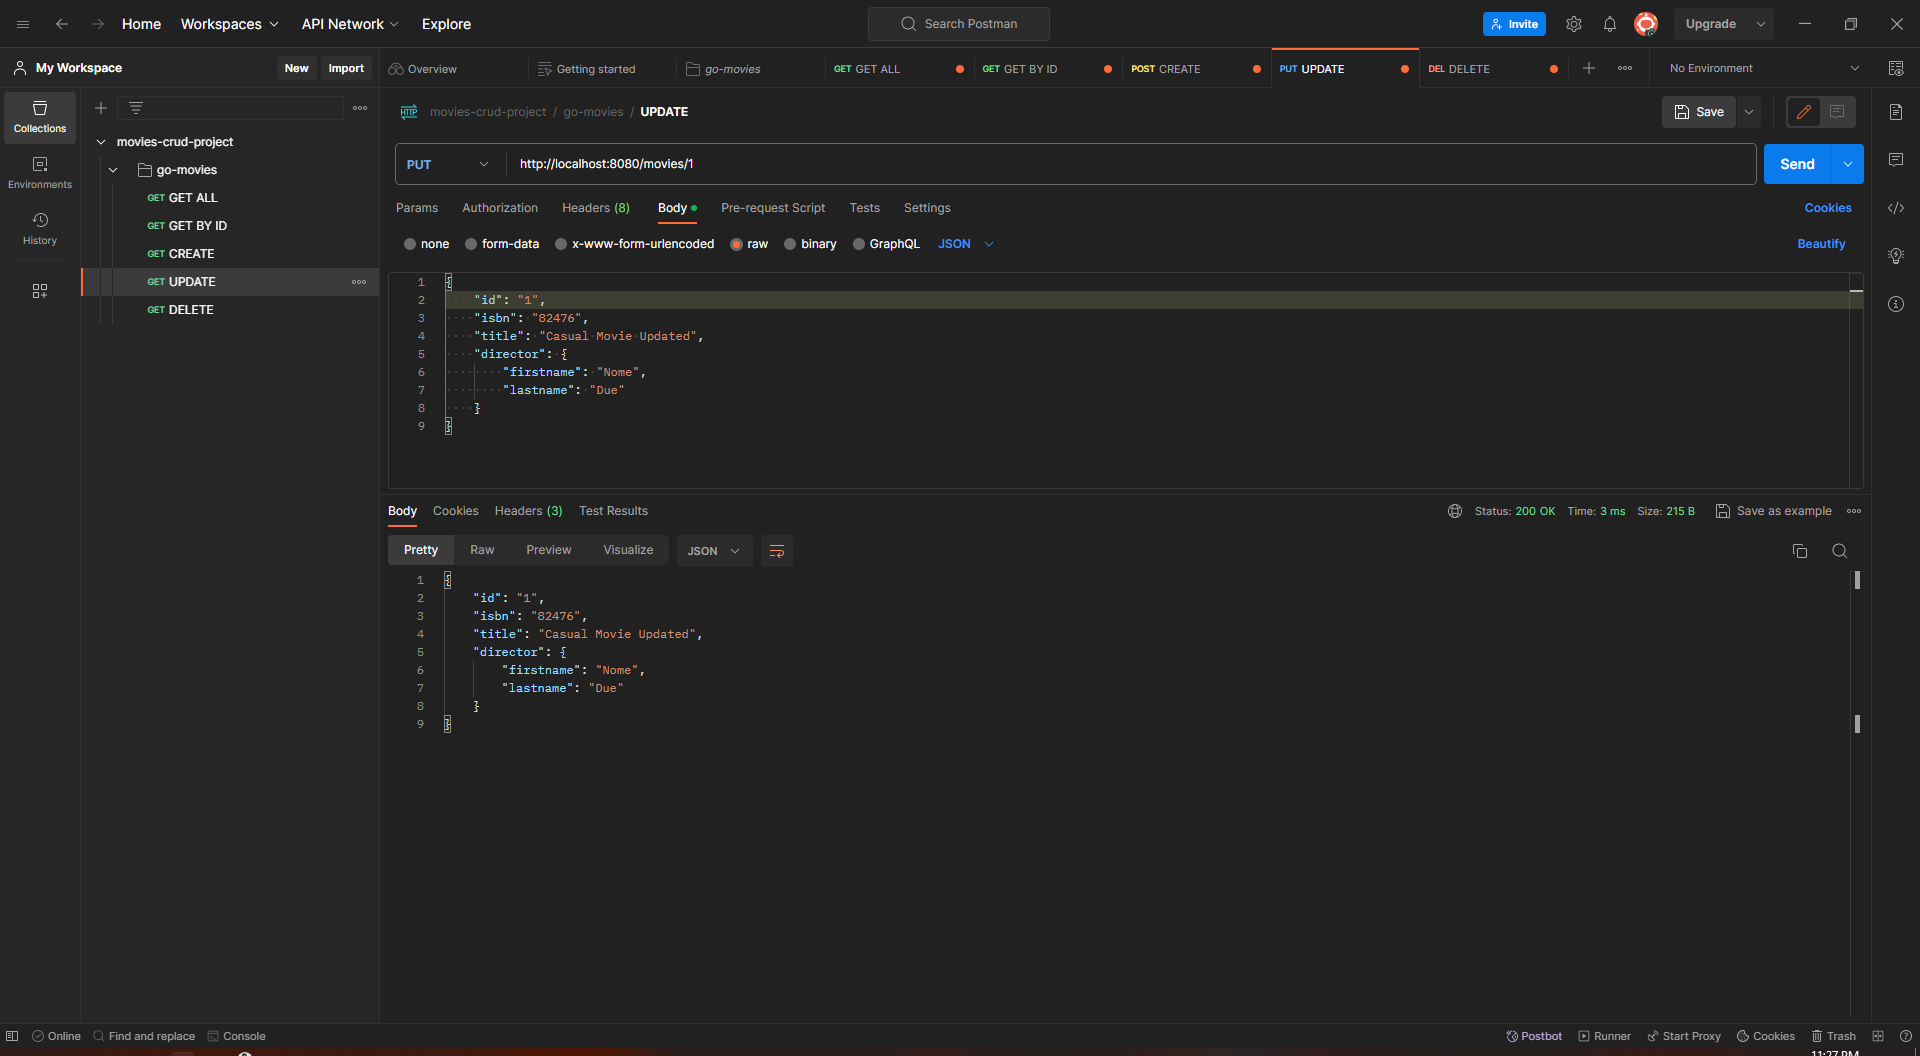 Home Workspaces API Network Explore Search Postman Invite Upgrade
My Workspace New Import Overview Getting started go-movies GET GET ALL GET GET BY ID POST CREATE PUT UPDATE DEL DELETE No Environment
Collections
Environments
History
movies-crud-project
go-movies
GET GET ALL
GET GET BY ID
GET CREATE
GET UPDATE
GET DELETE
HTTP movies-crud-project / go-movies / UPDATE Save
PUT http://localhost:8080/movies/1 Send
Params Authorization Headers (8) Body Pre-request Script Tests Settings Cookies
none form-data x-www-form-urlencoded raw binary GraphQL JSON Beautify
1 {
2 "id": "1",
3 "isbn": "82476",
4 "title": "Casual Movie Updated",
5 "director": {
6 "firstname": "Nome",
7 "lastname": "Due"
8 }
9 }
Body Cookies Headers (3) Test Results Status: 200 OK Time: 3 ms Size: 215 B Save as example
Pretty Raw Preview Visualize JSON
1 {
2 "id": "1",
3 "isbn": "82476",
4 "title": "Casual Movie Updated",
5 "director": {
6 "firstname": "Nome",
7 "lastname": "Due"
8 }
9 }
Online Find and replace Console Postbot Runner Start Proxy Cookies Trash
11:27 PM